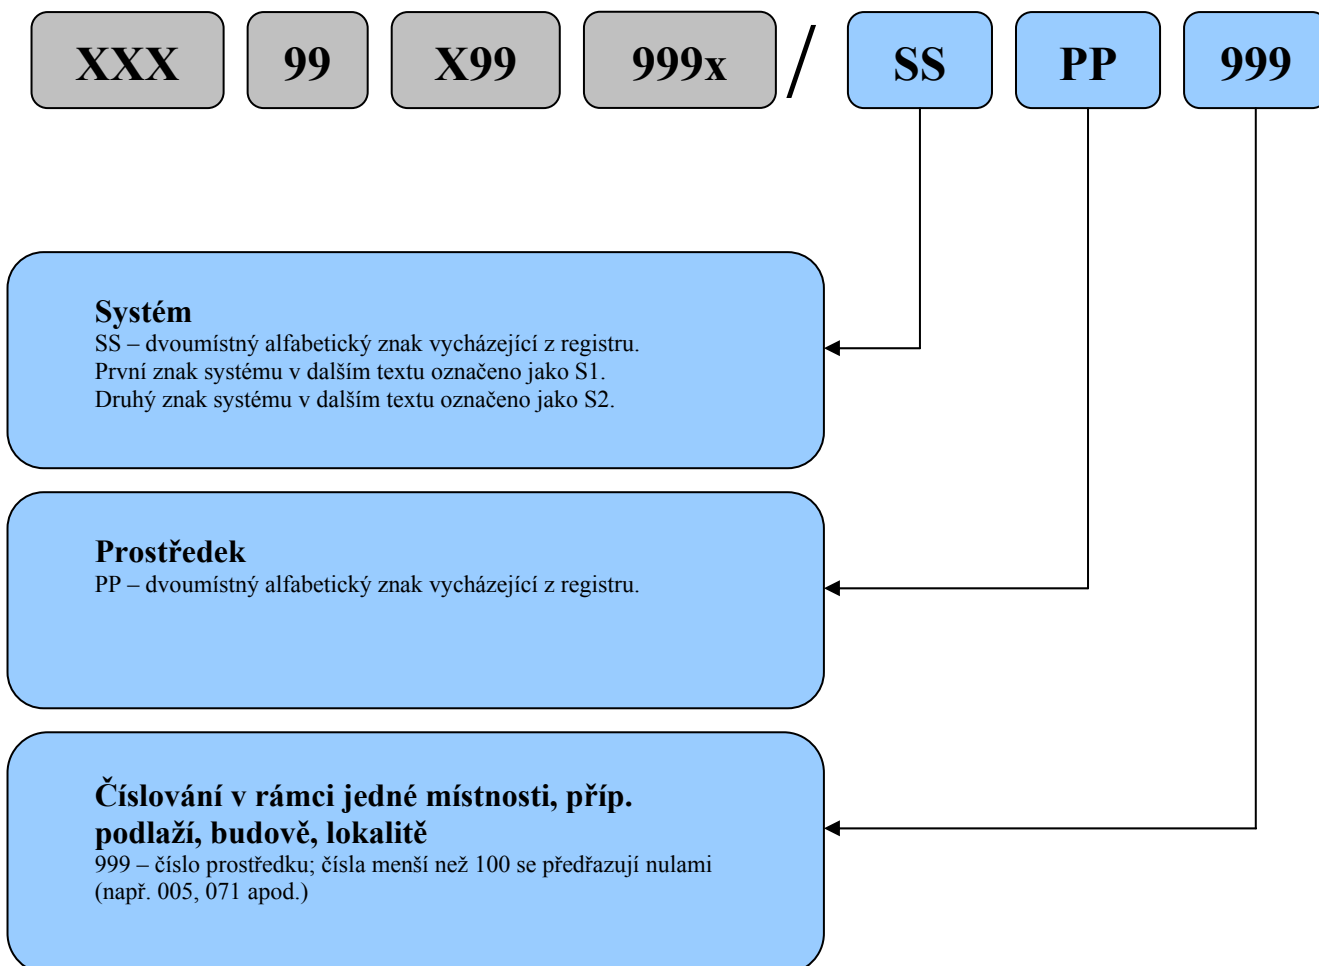 XXX 99 X99 999x / SS PP 999
Systém
SS – dvoumístný alfabetický znak vycházející z registru.
První znak systému v dalším textu označeno jako S1.
Druhý znak systému v dalším textu označeno jako S2.
Prostředek
PP – dvoumístný alfabetický znak vycházející z registru.
Číslování v rámci jedné místnosti, příp.
podlaží, budově, lokalitě
999 – číslo prostředku; čísla menší než 100 se předřazují nulami
(např. 005, 071 apod.)